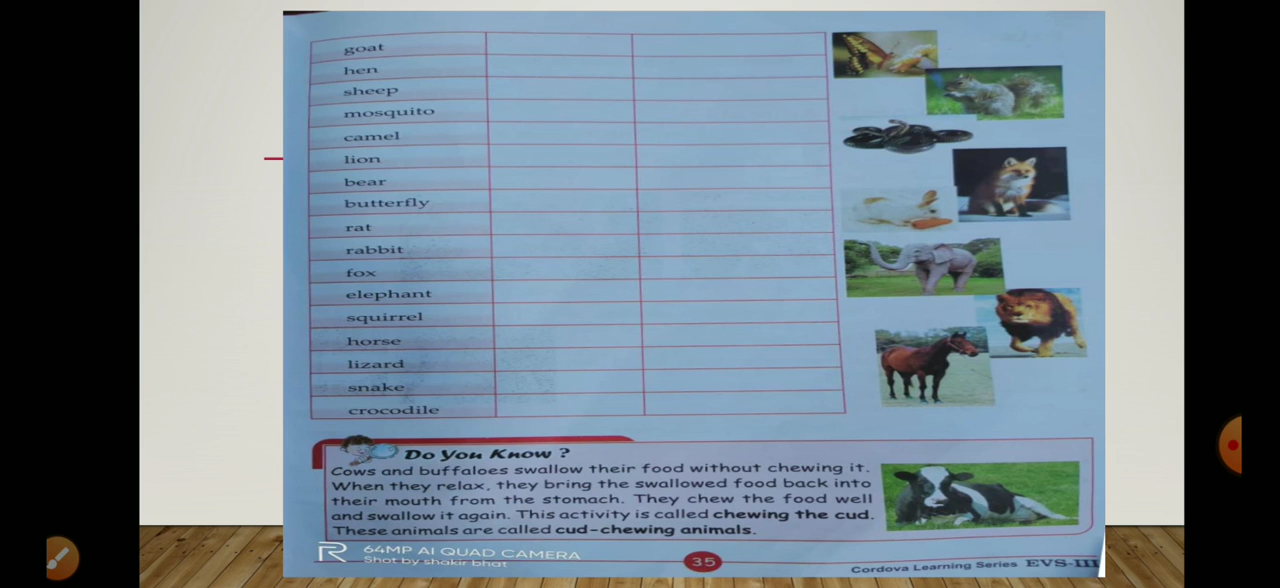 goat
hen
sheep
mosquito
camel
lion
bear
butterfly
rat
rabbit
fox
elephant
squirrel
horse
lizard
snake
crocodile
Do You Know ?
Cows and buffaloes swallow their food without chewing it.
When they relax, they bring the swallowed food back into
their mouth from the stomach. They chew the food well
and swallow it again. This activity is called chewing the cud.
These animals are called cud-chewing animals.
64MP AI QUAD CAMERA
Shot by shakir bhat
35
Cordova Learning Series EVS-III